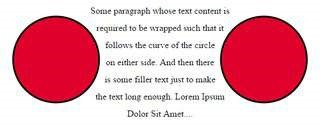 Some paragraph whose text content is
required to be wrapped such that it
follows the curve of the circle
on either side. And then there
is some filler text just to make
the text long enough. Lorem Ipsum
Dolor Sit Amet....